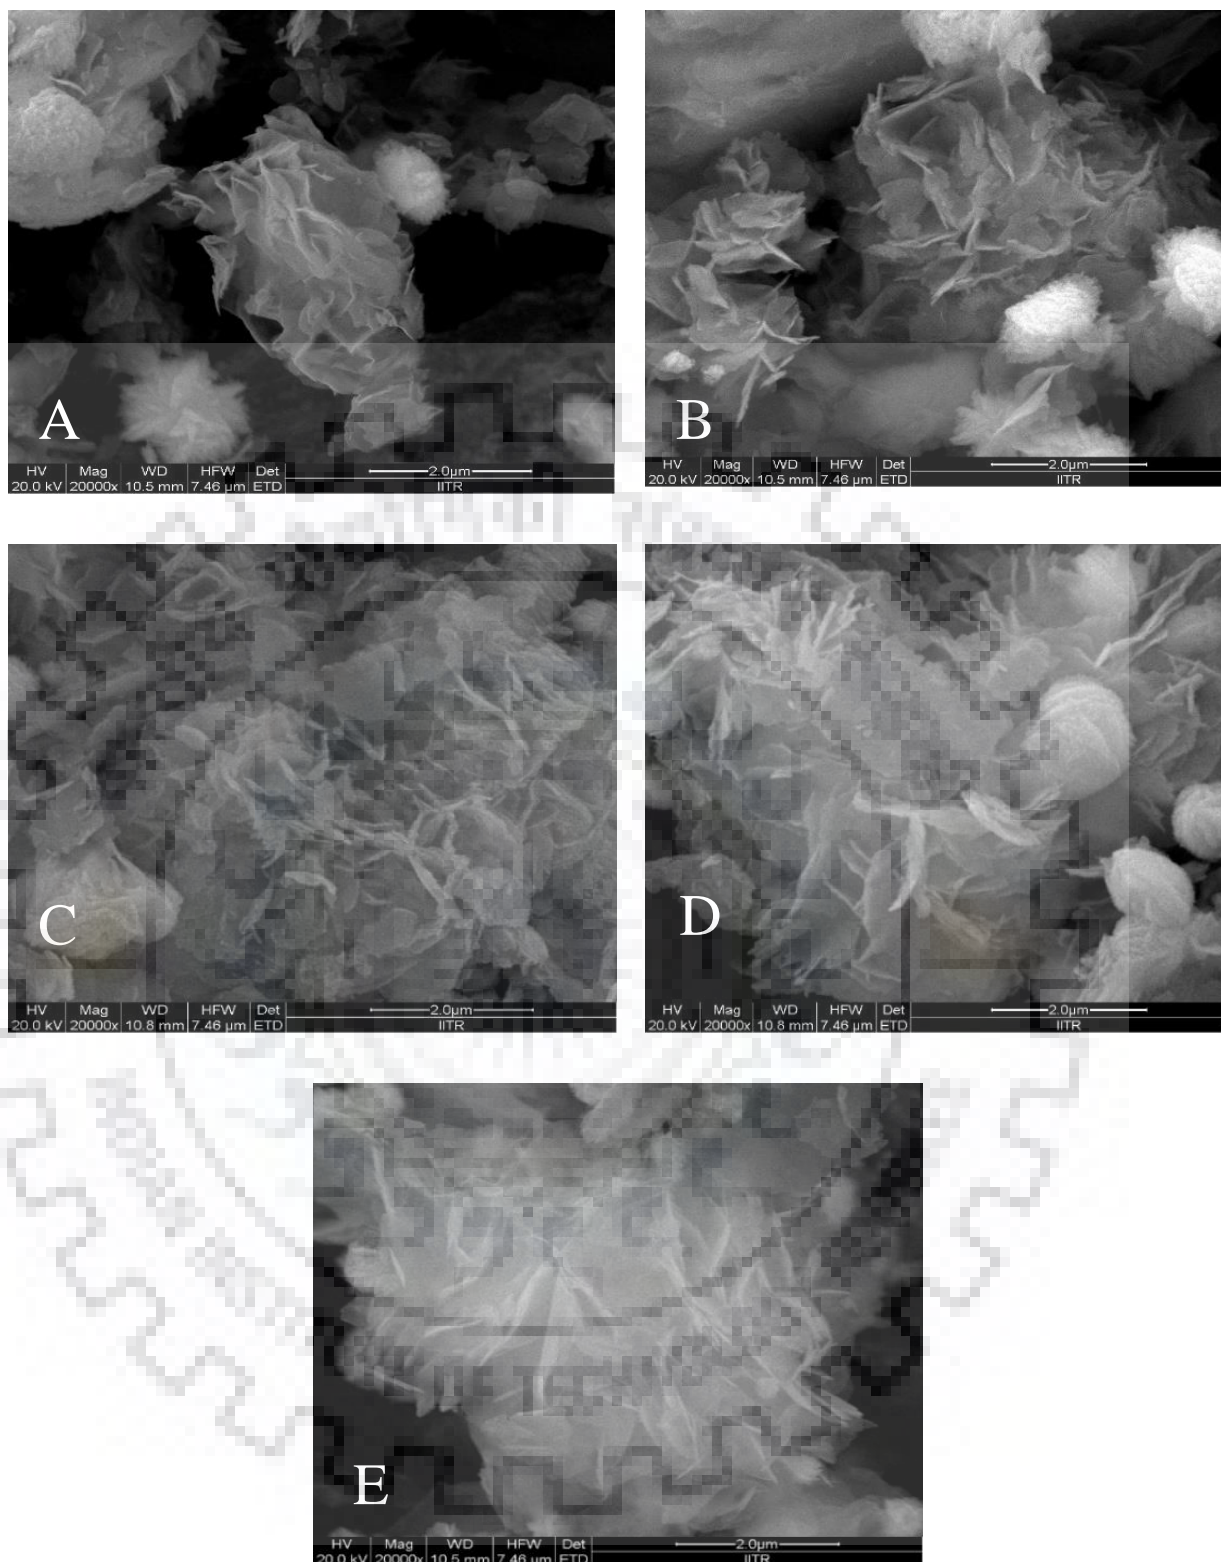 A
HV Mag WD HFW Det 2.0µm
20.0 kV 20000x 10.5 mm 7.46 µm ETD IITR
B
HV Mag WD HFW Det 2.0µm
20.0 kV 20000x 10.5 mm 7.46 µm ETD IITR
C
HV Mag WD HFW Det 2.0µm
20.0 kV 20000x 10.8 mm 7.46 µm ETD IITR
D
HV Mag WD HFW Det 2.0µm
20.0 kV 20000x 10.8 mm 7.46 µm ETD IITR
E
HV Mag WD HFW Det 2.0µm
20.0 kV 20000x 10.5 mm 7.46 µm ETD IITR